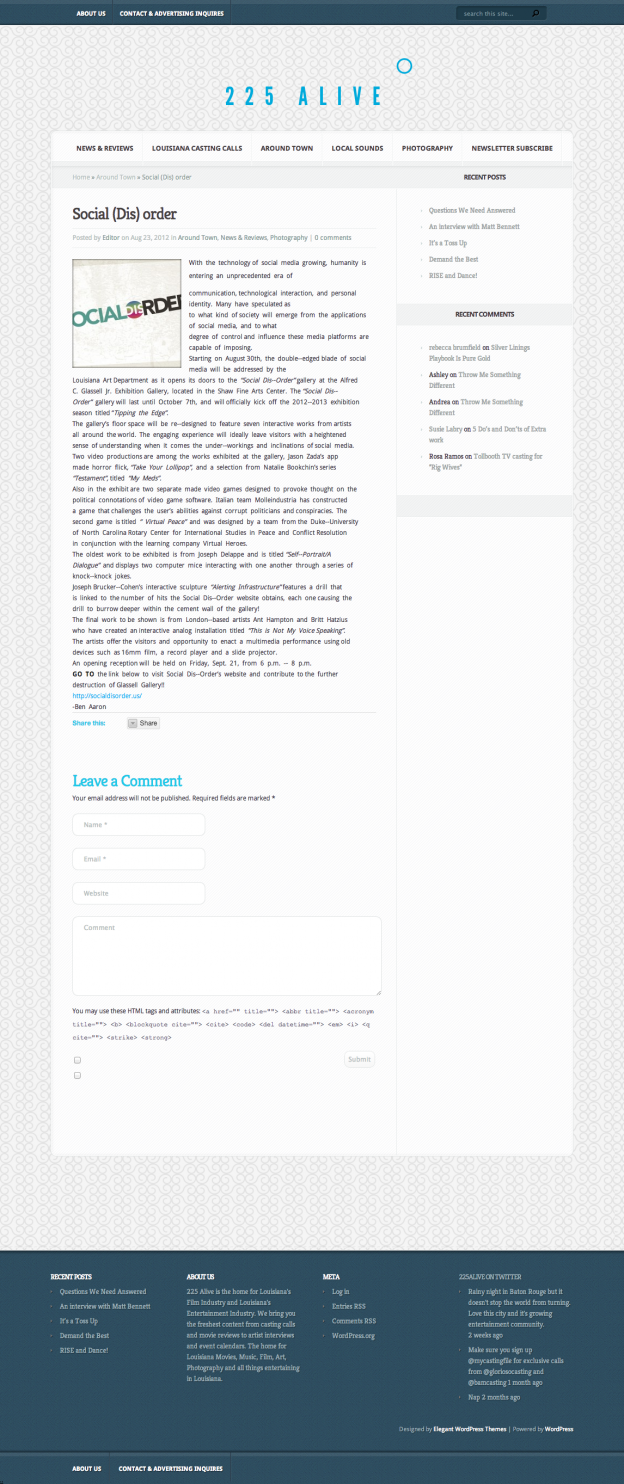 ABOUT US
CONTACT & ADVERTISING INQUIRES
search this site...
225 ALIVE
NEWS & REVIEWS
LOUISIANA CASTING CALLS
AROUND TOWN
LOCAL SOUNDS
PHOTOGRAPHY
NEWSLETTER SUBSCRIBE
Home » Around Town » Social (Dis) order
Social (Dis) order
Posted by Editor on Aug 23, 2012 in Around Town, News & Reviews, Photography | 0 comments
OCIALDISRDER
With the technology of social media growing, humanity is
entering an unprecedented era of
communication, technological interaction, and personal
identity. Many have speculated as
to what kind of society will emerge from the applications
of social media, and to what
degree of control and influence these media platforms are
capable of imposing.
Starting on August 30th, the double-­‐edged blade of social
media will be addressed by the
Louisiana Art Department as it opens its doors to the "Social Dis-­‐Order" gallery at the Alfred
C. Glassell Jr. Exhibition Gallery, located in the Shaw Fine Arts Center. The "Social Dis-­‐
Order" gallery will last until October 7th, and will officially kick off the 2012-­‐2013 exhibition
season titled "Tipping the Edge".
The gallery's floor space will be re-­‐designed to feature seven interactive works from artists
all around the world. The engaging experience will ideally leave visitors with a heightened
sense of understanding when it comes the under-­‐workings and inclinations of social media.
Two video productions are among the works exhibited at the gallery, Jason Zada's app
made horror flick, "Take Your Lollipop", and a selection from Natalie Bookchin's series
"Testament", titled "My Meds".
Also in the exhibit are two separate made video games designed to provoke thought on the
political connotations of video game software. Italian team Molleindustria has constructed
a game that challenges the user's abilities against corrupt politicians and conspiracies. The
second game is titled " Virtual Peace" and was designed by a team from the Duke-­‐University
of North Carolina Rotary Center for International Studies in Peace and Conflict Resolution
in conjunction with the learning company Virtual Heroes.
The oldest work to be exhibited is from Joseph Delappe and is titled "Self-­‐Portrait/A
Dialogue" and displays two computer mice interacting with one another through a series of
knock-­‐knock jokes.
Joseph Brucker-­‐Cohen's interactive sculpture "Alerting Infrastructure" features a drill that
is linked to the number of hits the Social Dis-­‐Order website obtains, each one causing the
drill to burrow deeper within the cement wall of the gallery!
The final work to be shown is from London-­‐based artists Ant Hampton and Britt Hatzius
who have created an interactive analog installation titled "This is Not My Voice Speaking".
The artists offer the visitors and opportunity to enact a multimedia performance using old
devices such as 16mm film, a record player and a slide projector.
An opening reception will be held on Friday, Sept. 21, from 6 p.m. – 8 p.m.
GO TO the link below to visit Social Dis-­‐Order's website and contribute to the further
destruction of Glassell Gallery!!
http://socialdisorder.us/
-Ben Aaron
Share this:
Share
Leave a Comment
Your email address will not be published. Required fields are marked *
Name *
Email *
Website
Comment
You may use these HTML tags and attributes: <a href="" title=""> <abbr title=""> <acronym
title=""> <b> <blockquote cite=""> <cite> <code> <del datetime=""> <em> <i> <q
cite=""> <strike> <strong>
Submit
RECENT POSTS
Questions We Need Answered
An interview with Matt Bennett
It's a Toss Up
Demand the Best
RISE and Dance!
RECENT COMMENTS
rebecca brumfield on Silver Linings
Playbook Is Pure Gold
Ashley on Throw Me Something
Different
Andrea on Throw Me Something
Different
Susie Labry on 5 Do's and Don'ts of Extra
work
Rosa Ramos on Tollbooth TV casting for
"Rig Wives"
RECENT POSTS
Questions We Need Answered
An interview with Matt Bennett
It's a Toss Up
Demand the Best
RISE and Dance!
ABOUT US
225 Alive is the home for Louisiana's
Film Industry and Louisiana's
Entertainment Industry. We bring you
the freshest content from casting calls
and movie reviews to artist interviews
and event calendars. The home for
Louisiana Movies, Music, Film, Art,
Photography and all things entertaining
in Louisiana.
META
Log in
Entries RSS
Comments RSS
WordPress.org
225ALIVE ON TWITTER
Rainy night in Baton Rouge but it
doesn't stop the world from turning.
Love this city and it's growing
entertainment community.
2 weeks ago
Make sure you sign up
@mycastingfile for exclusive calls
from @gloriosocasting and
@bamcasting 1 month ago
Nap 2 months ago
Designed by Elegant WordPress Themes | Powered by WordPress
ABOUT US
CONTACT & ADVERTISING INQUIRES